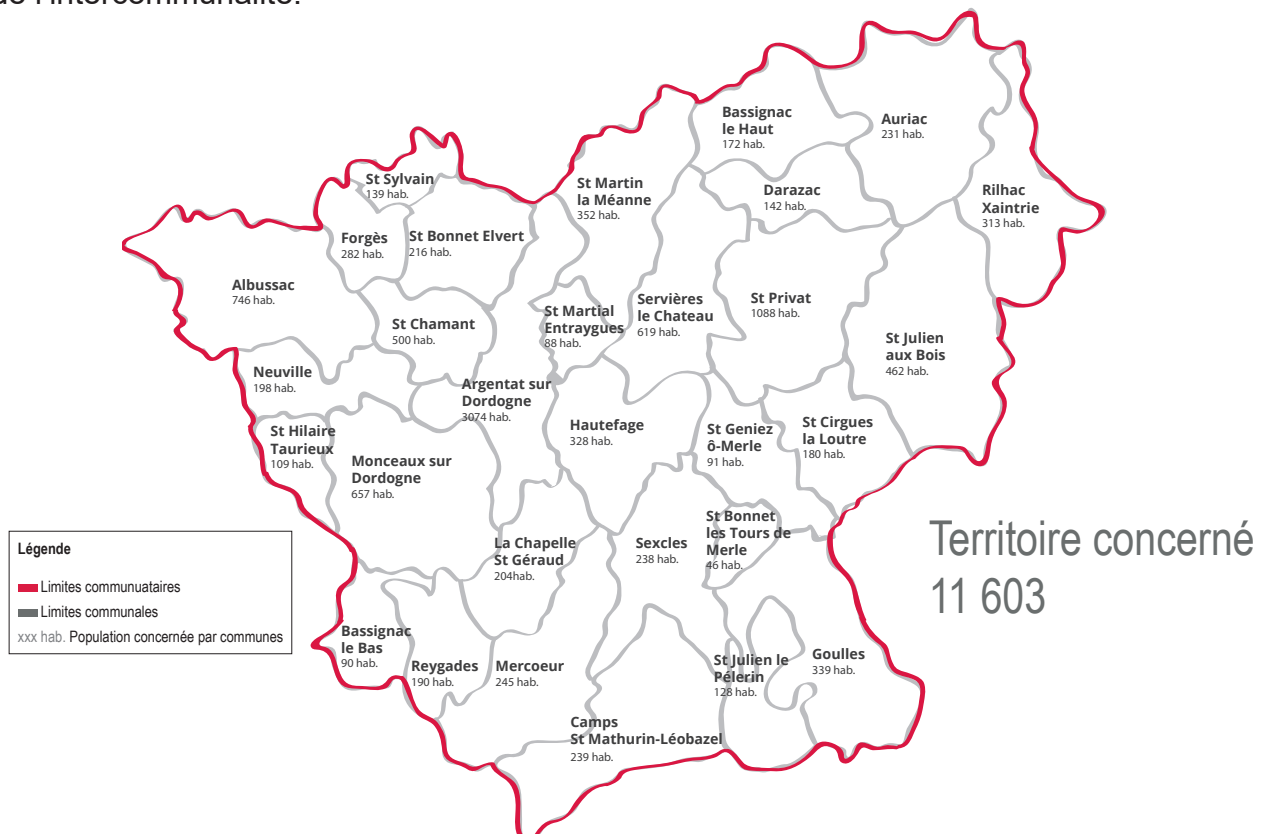 de l'intercommunalité.
Bassignac
le Haut
172 hab.
Auriac
231 hab.
St Sylvain
139 hab.
St Martin
la Méanne
352 hab.
Darazac
142 hab.
Rilhac
Xaintrie
313 hab.
Forgès
282 hab.
St Bonnet Elvert
216 hab.
Albussac
746 hab.
St Chamant
500 hab.
St Martial
Entraygues
88 hab.
Servières
le Chateau
619 hab.
St Privat
1088 hab.
St Julien
aux Bois
462 hab.
Neuville
198 hab.
Argentat sur
Dordogne
3074 hab.
Hautefage
328 hab.
St Geniez
ô-Merle
91 hab.
St Cirgues
la Loutre
180 hab.
St Hilaire
Taurieux
109 hab.
Monceaux sur
Dordogne
657 hab.
La Chapelle
St Géraud
204hab.
Sexcles
238 hab.
St Bonnet
les Tours de
Merle
46 hab.
Territoire concerné
11 603
Légende
Limites communuataires
Limites communales
xxx hab. Population concernée par communes
Bassignac
le Bas
90 hab.
Reygades
190 hab.
Mercoeur
245 hab.
St Julien le
Pélerin
128 hab.
Goulles
339 hab.
Camps
St Mathurin-Léobazel
239 hab.